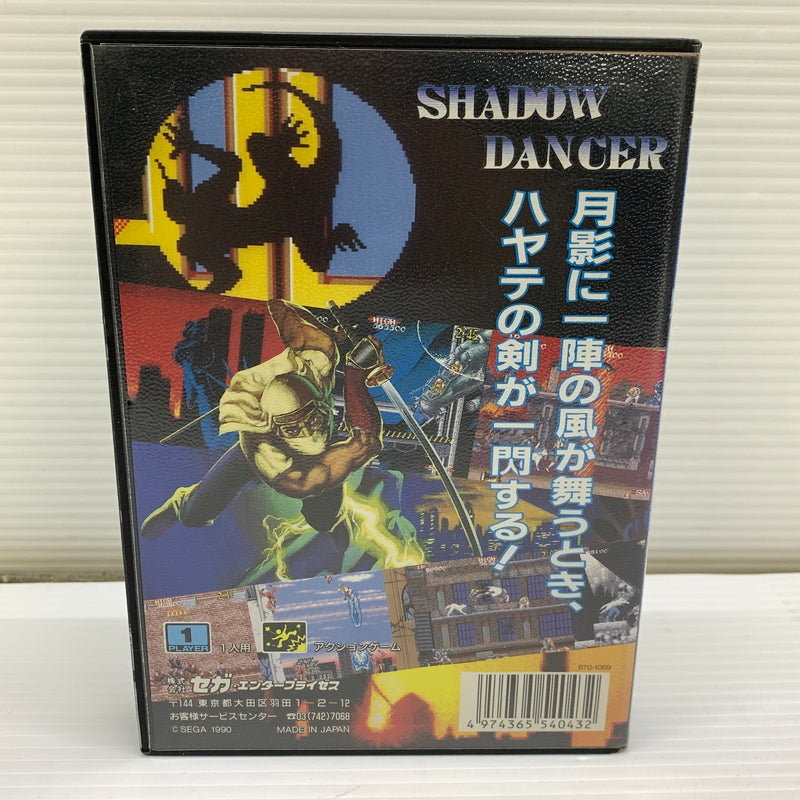 SHADOW
DANCER
月影に一陣の風が舞うとき、
ハヤテの剣が一閃する!
HIGH
2:45
1
PLAYER
1人用
アクションゲーム
670-1069
株式会社 セガ・エンタープライゼス
〒144 東京都大田区羽田1-2-12
お客様サービスセンター ☎03(742)7068
© SEGA 1990 MADE IN JAPAN
4 974365 540432